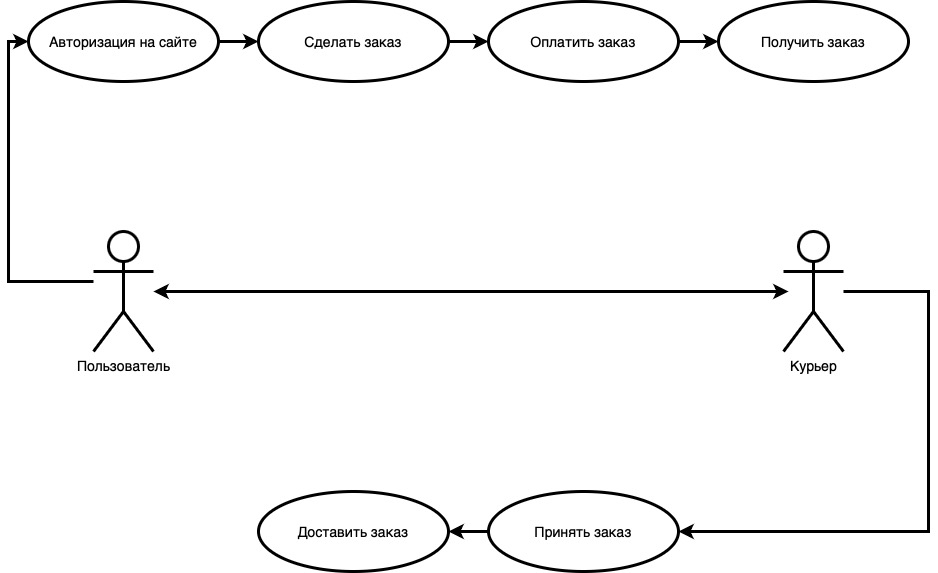 Авторизация на сайте
Сделать заказ
Оплатить заказ
Получить заказ
Пользователь
Курьер
Доставить заказ
Принять заказ